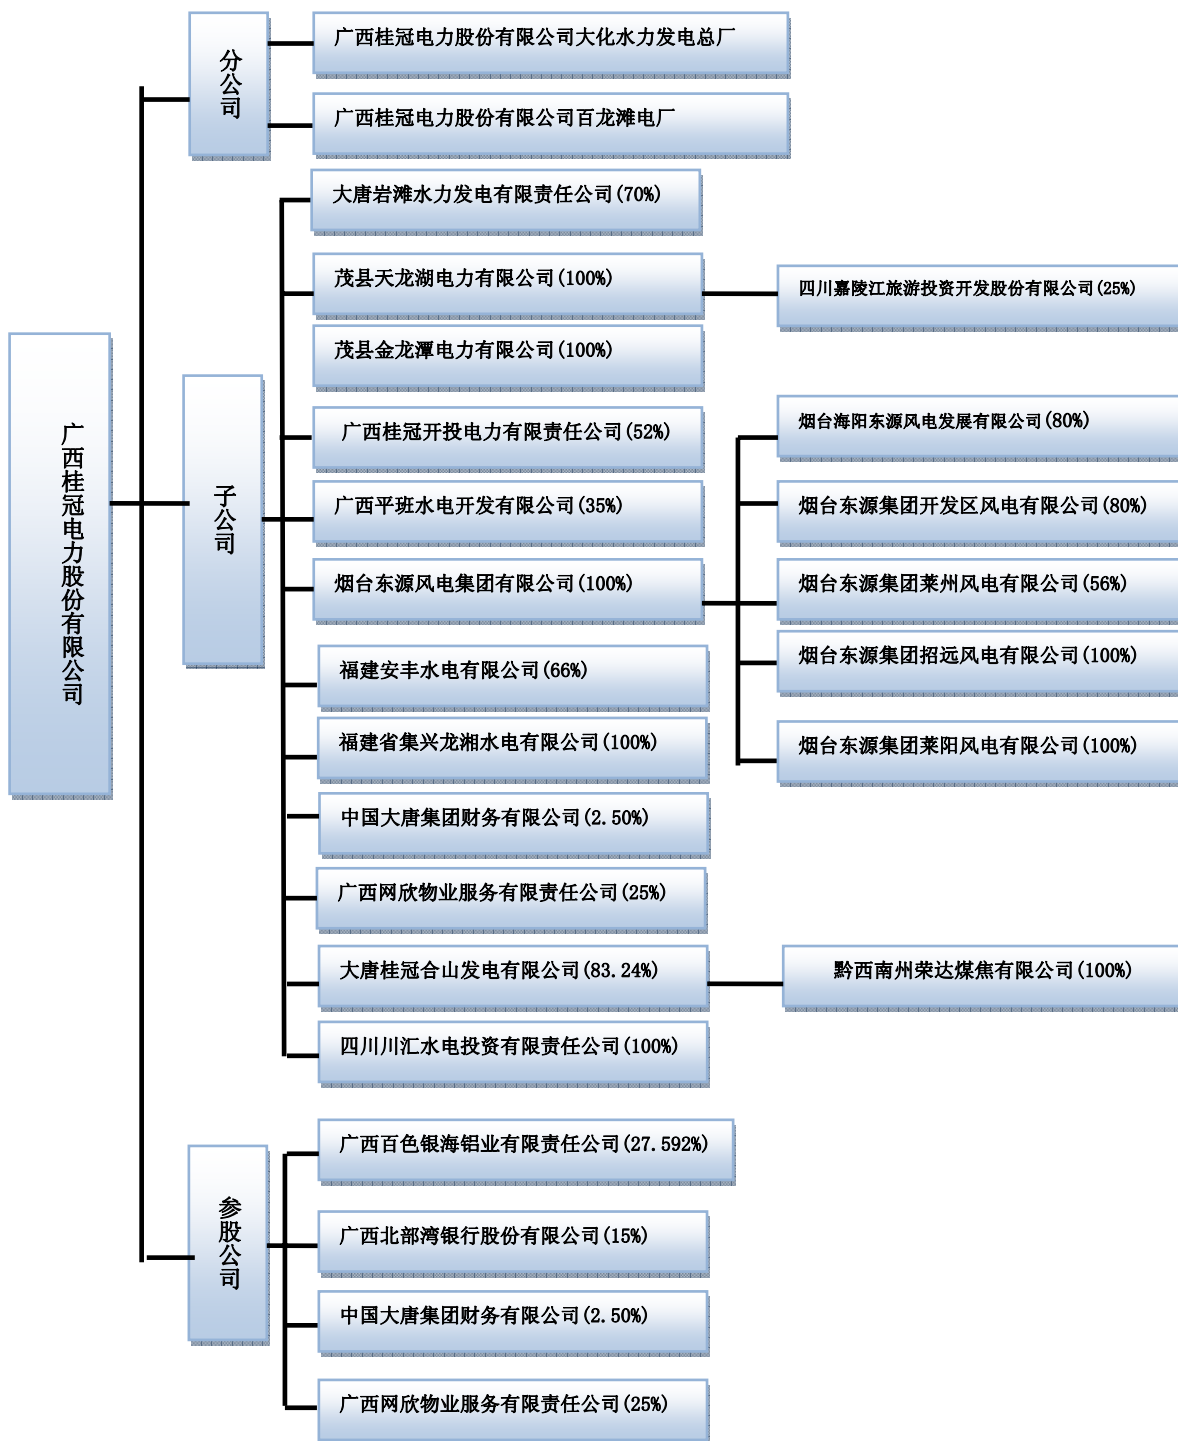 广西桂冠电力股份有限公司
分公司
广西桂冠电力股份有限公司大化水力发电总厂
广西桂冠电力股份有限公司百龙滩电厂
子公司
大唐岩滩水力发电有限责任公司(70%)
茂县天龙湖电力有限公司(100%)
四川嘉陵江旅游投资开发股份有限公司(25%)
茂县金龙潭电力有限公司(100%)
广西桂冠开投电力有限责任公司(52%)
广西平班水电开发有限公司(35%)
烟台东源风电集团有限公司(100%)
烟台海阳东源风电发展有限公司(80%)
烟台东源集团开发区风电有限公司(80%)
烟台东源集团莱州风电有限公司(56%)
烟台东源集团招远风电有限公司(100%)
烟台东源集团莱阳风电有限公司(100%)
福建安丰水电有限公司(66%)
福建省集兴龙湘水电有限公司(100%)
中国大唐集团财务有限公司(2.50%)
广西网欣物业服务有限责任公司(25%)
大唐桂冠合山发电有限公司(83.24%)
黔西南州荣达煤焦有限公司(100%)
四川川汇水电投资有限责任公司(100%)
参股公司
广西百色银海铝业有限责任公司(27.592%)
广西北部湾银行股份有限公司(15%)
中国大唐集团财务有限公司(2.50%)
广西网欣物业服务有限责任公司(25%)